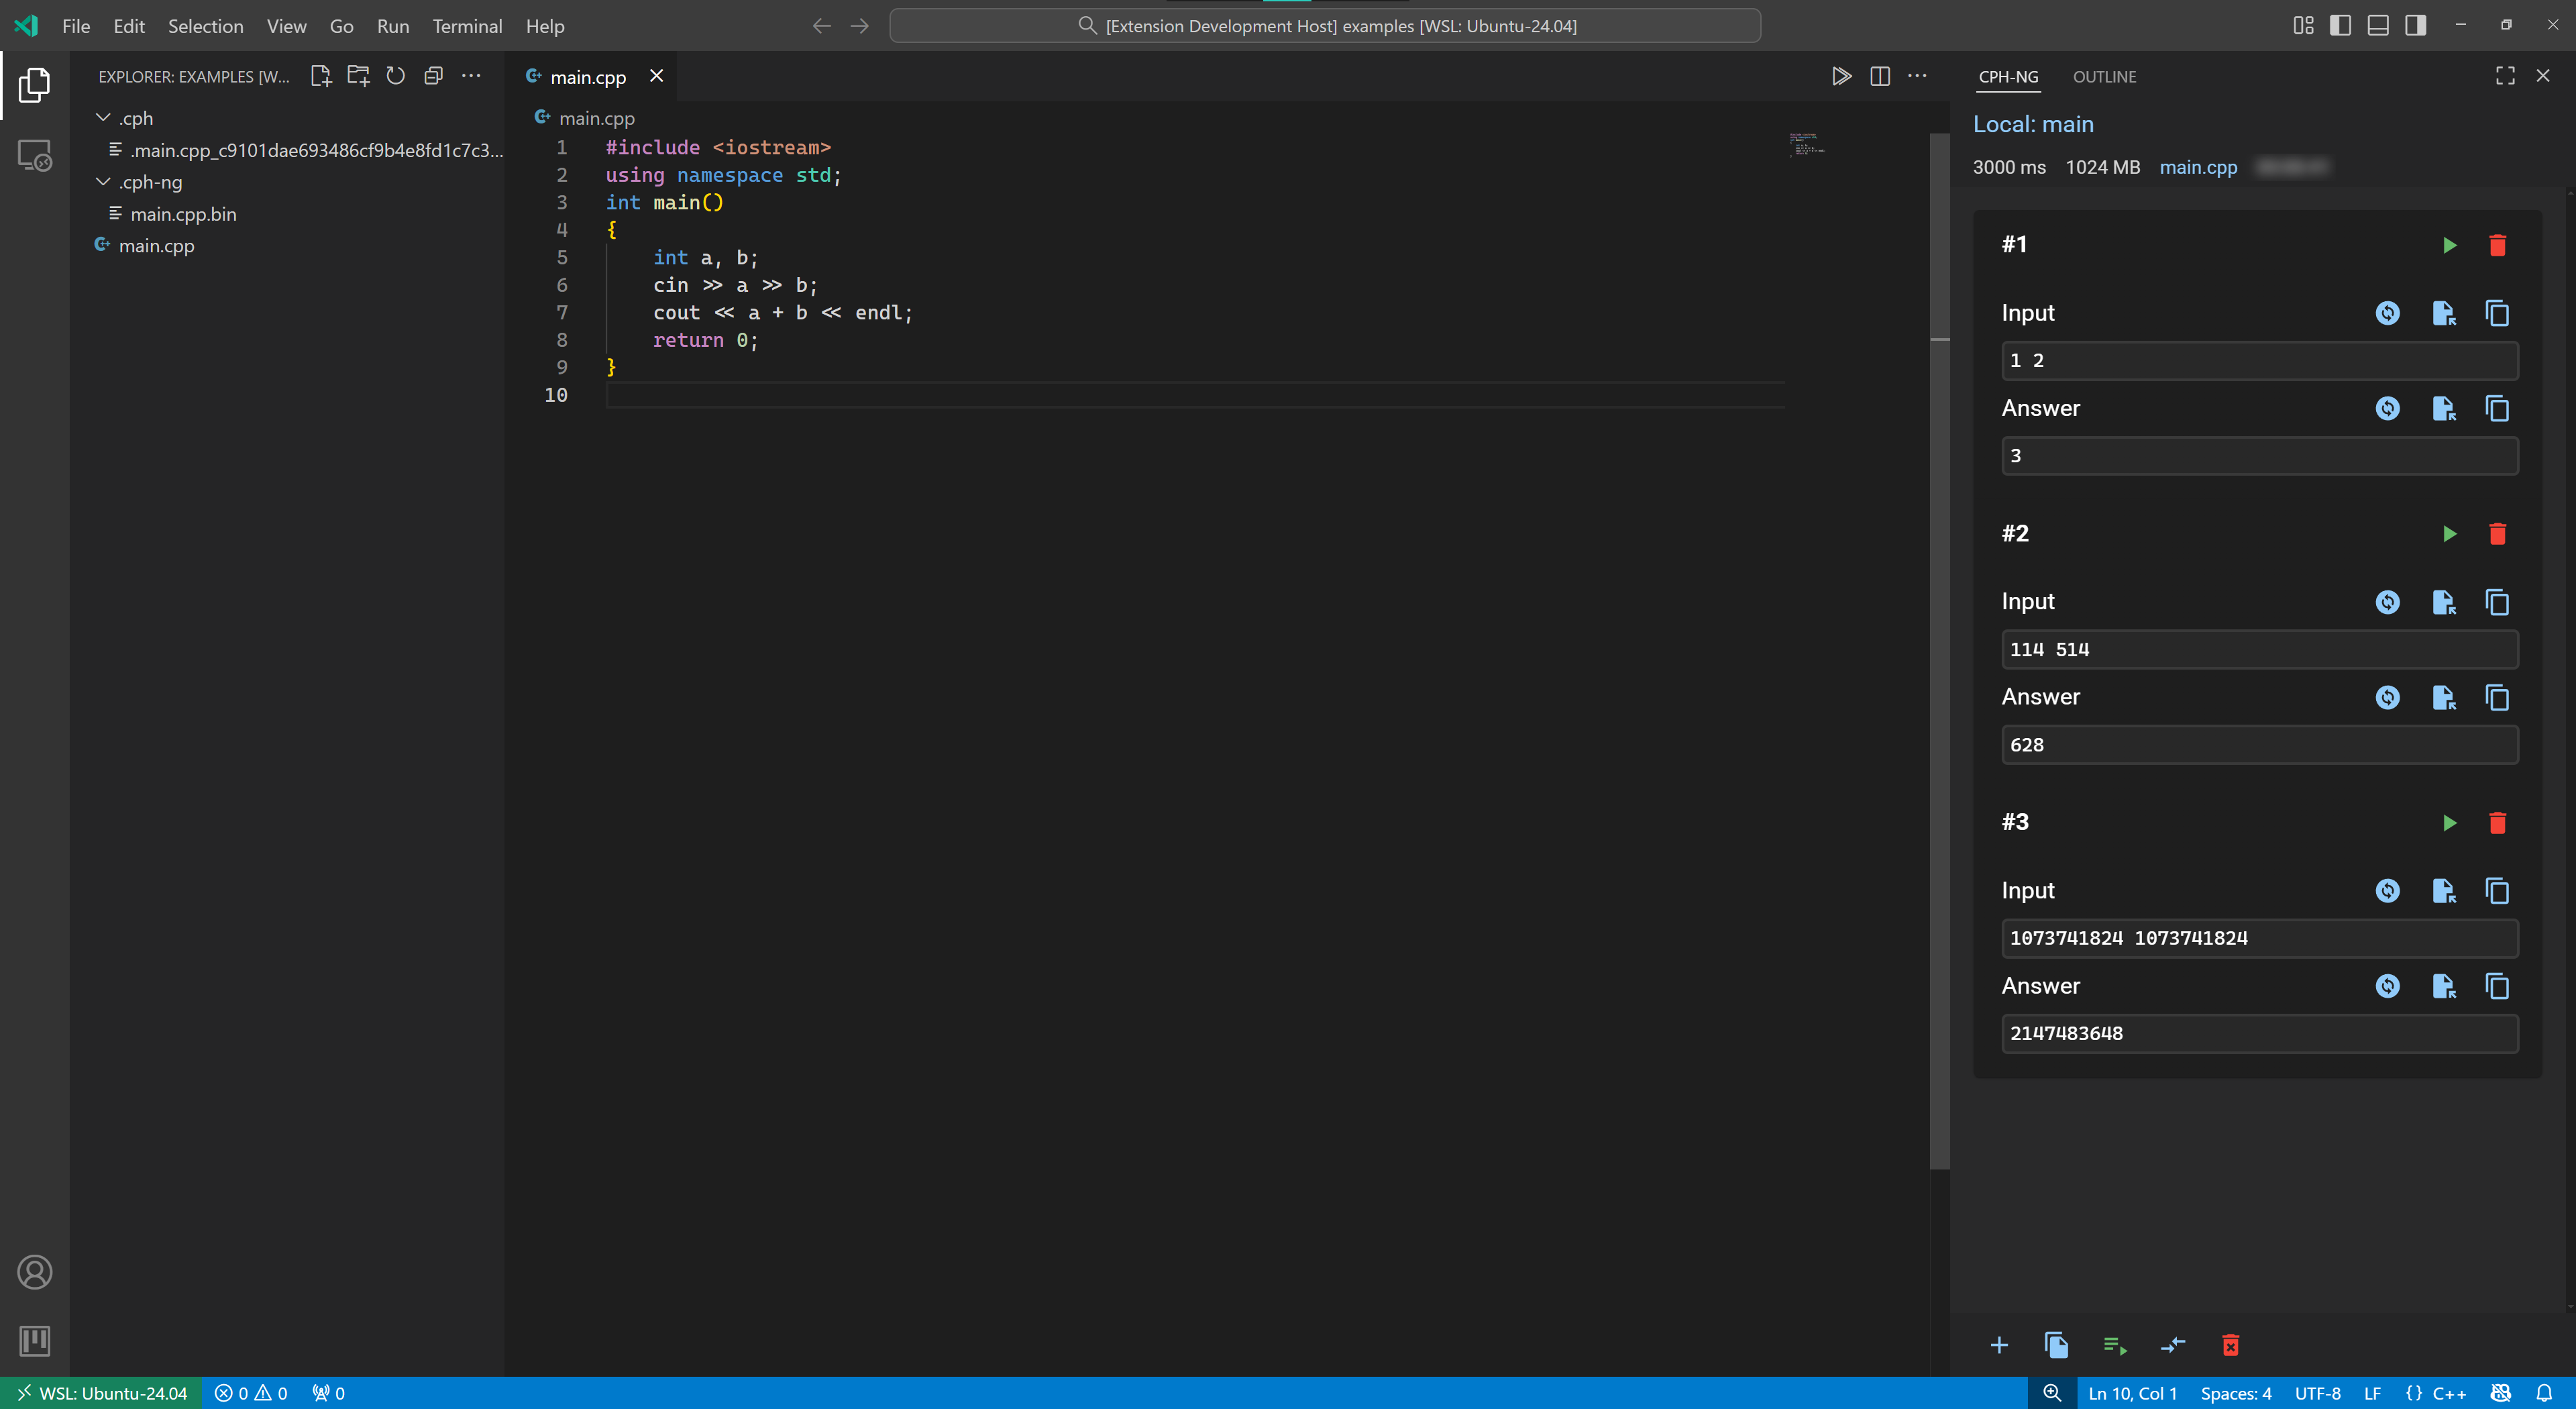 File Edit Selection View Go Run Terminal Help
[Extension Development Host] examples [WSL: Ubuntu-24.04]
EXPLORER: EXAMPLES [W...
.cph
.main.cpp_c9101dae693486cf9b4e8fd1c7c3...
.cph-ng
main.cpp.bin
main.cpp
main.cpp
main.cpp
1 #include <iostream>
2 using namespace std;
3 int main()
4 {
5 int a, b;
6 cin >> a >> b;
7 cout << a + b << endl;
8 return 0;
9 }
10
CPH-NG OUTLINE
Local: main
3000 ms 1024 MB main.cpp
#1
Input
1 2
Answer
3
#2
Input
114 514
Answer
628
#3
Input
1073741824 1073741824
Answer
2147483648
WSL: Ubuntu-24.04 0 0 0 Ln 10, Col 1 Spaces: 4 UTF-8 LF {} C++